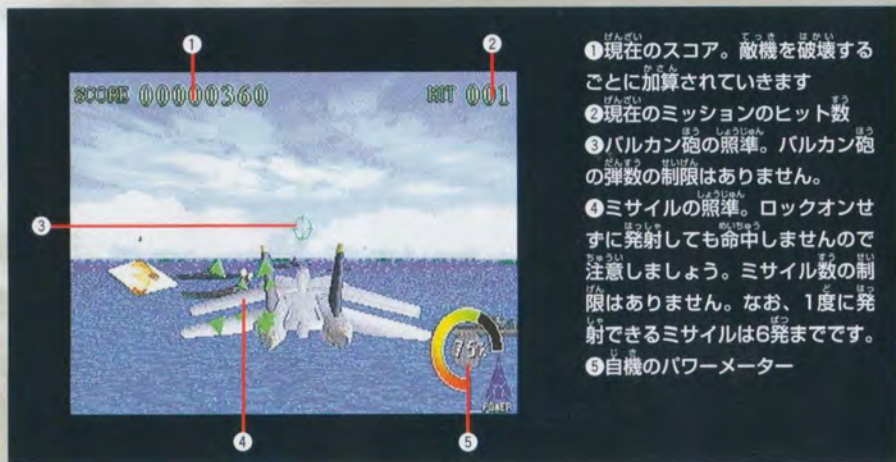 ①
②
SCORE 00000360
HIT 001
③
75%
POWER
④
⑤
❶現在のスコア。敵機を破壊する
ごとに加算されていきます
❷現在のミッションのヒット数
❸バルカン砲の照準。バルカン砲
の弾数の制限はありません。
❹ミサイルの照準。ロックオンせ
ずに発射しても命中しませんので
注意しましょう。ミサイル数の制
限はありません。なお、1度に発
射できるミサイルは6発までです。
❺自機のパワーメーター